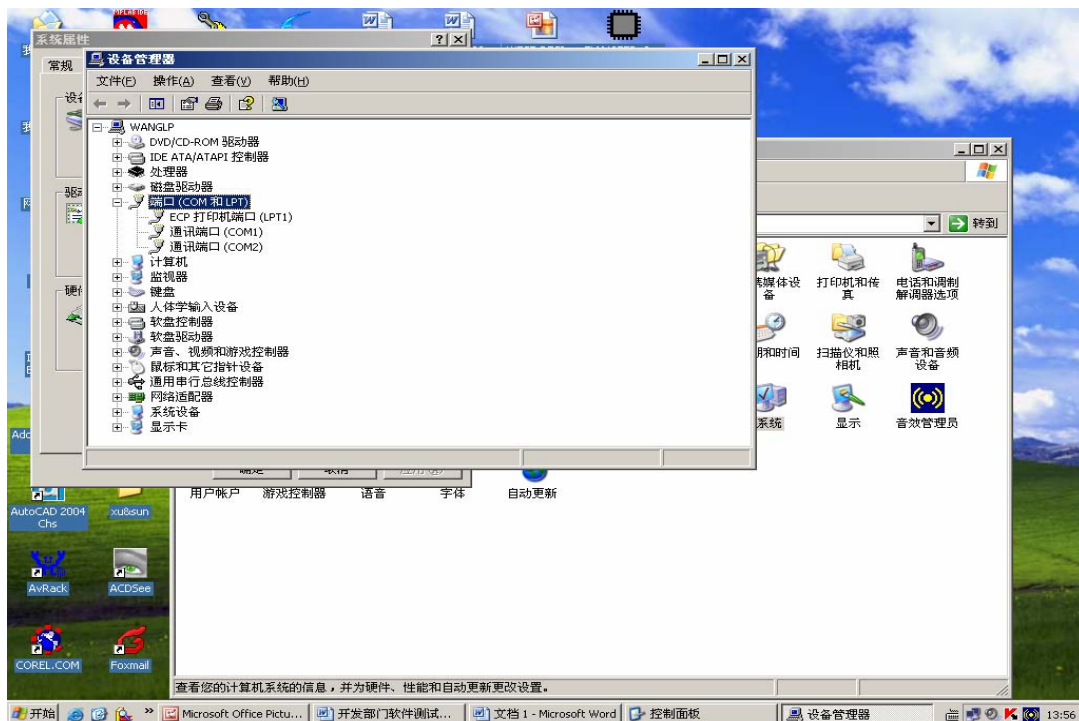 系统属性
常规
设备管理器
文件(F) 操作(A) 查看(V) 帮助(H)
WANGLP
DVD/CD-ROM 驱动器
IDE ATA/ATAPI 控制器
处理器
磁盘驱动器
端口 (COM 和 LPT)
ECP 打印机端口 (LPT1)
通讯端口 (COM1)
通讯端口 (COM2)
计算机
监视器
键盘
人体学输入设备
软盘控制器
软盘驱动器
声音、视频和游戏控制器
鼠标和其它指针设备
通用串行总线控制器
网络适配器
系统设备
显示卡
转到
打印机和传真
电话和调制解调器选项
扫描仪和照相机
声音和音频设备
系统
显示
音效管理员
用户帐户
游戏控制器
语音
字体
自动更新
AutoCAD 2004 Chs
xu&sun
AvRack
ACDSee
COREL.COM
Foxmail
查看您的计算机系统的信息，并为硬件、性能和自动更新更改设置。
开始
Microsoft Office Pictu...
开发部门软件测试...
文档 1 - Microsoft Word
控制面板
设备管理器
13:56